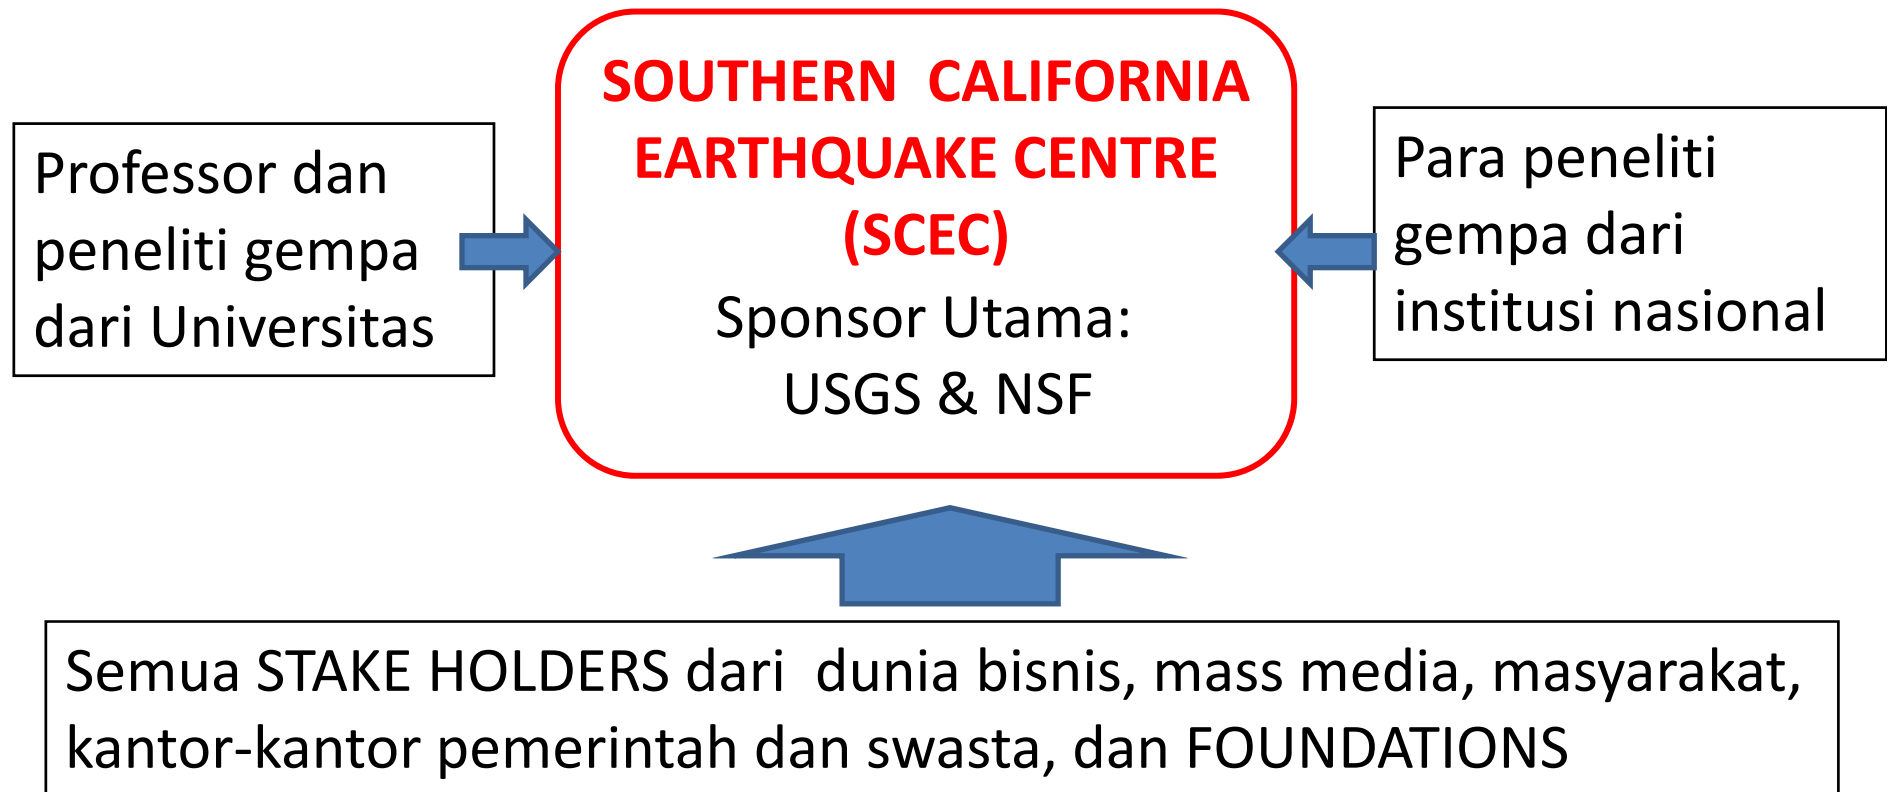 SOUTHERN CALIFORNIA
EARTHQUAKE CENTRE
(SCEC)
Sponsor Utama:
USGS & NSF
Professor dan
peneliti gempa
dari Universitas
Para peneliti
gempa dari
institusi nasional
Semua STAKE HOLDERS dari dunia bisnis, mass media, masyarakat,
kantor-kantor pemerintah dan swasta, dan FOUNDATIONS